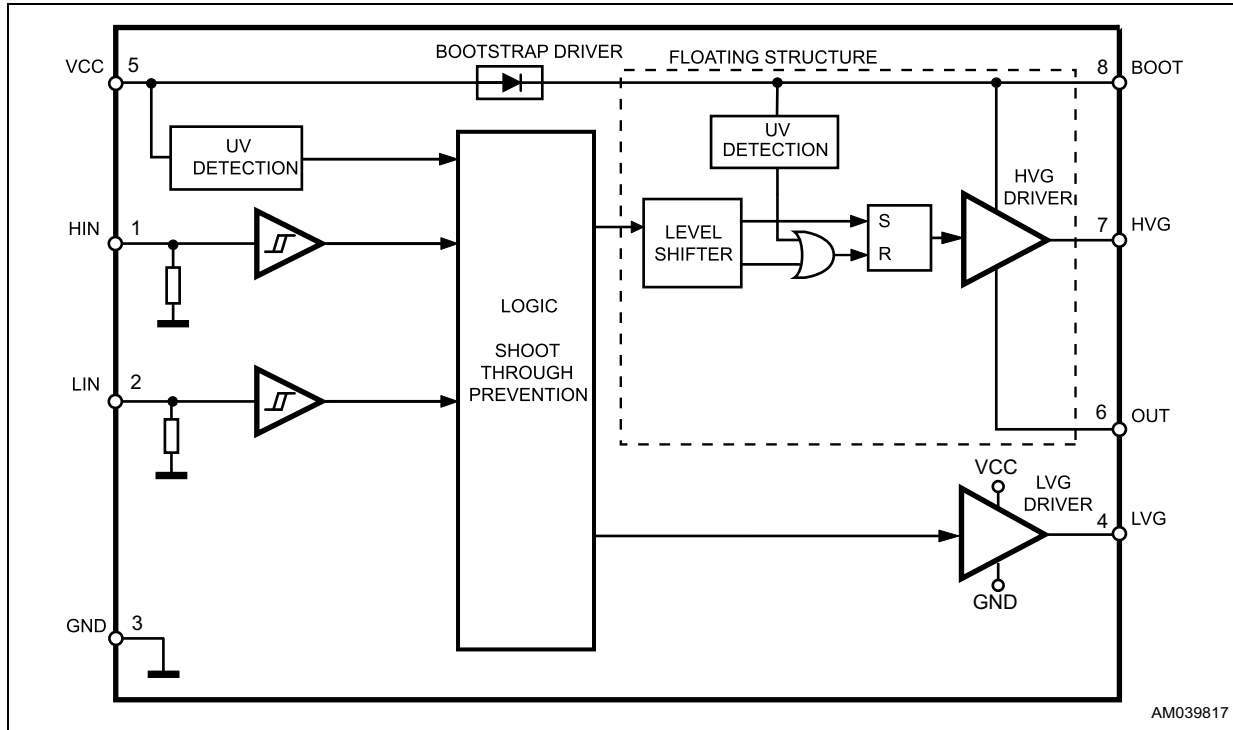 BOOTSTRAP DRIVER
FLOATING STRUCTURE
VCC
5
8
BOOT
UV
DETECTION
UV
DETECTION
HVG
DRIVER
HIN
1
LEVEL
SHIFTER
S
R
7
HVG
LOGIC
SHOOT
THROUGH
PREVENTION
LIN
2
6
OUT
VCC
LVG
DRIVER
4
LVG
GND
GND
3
AM039817